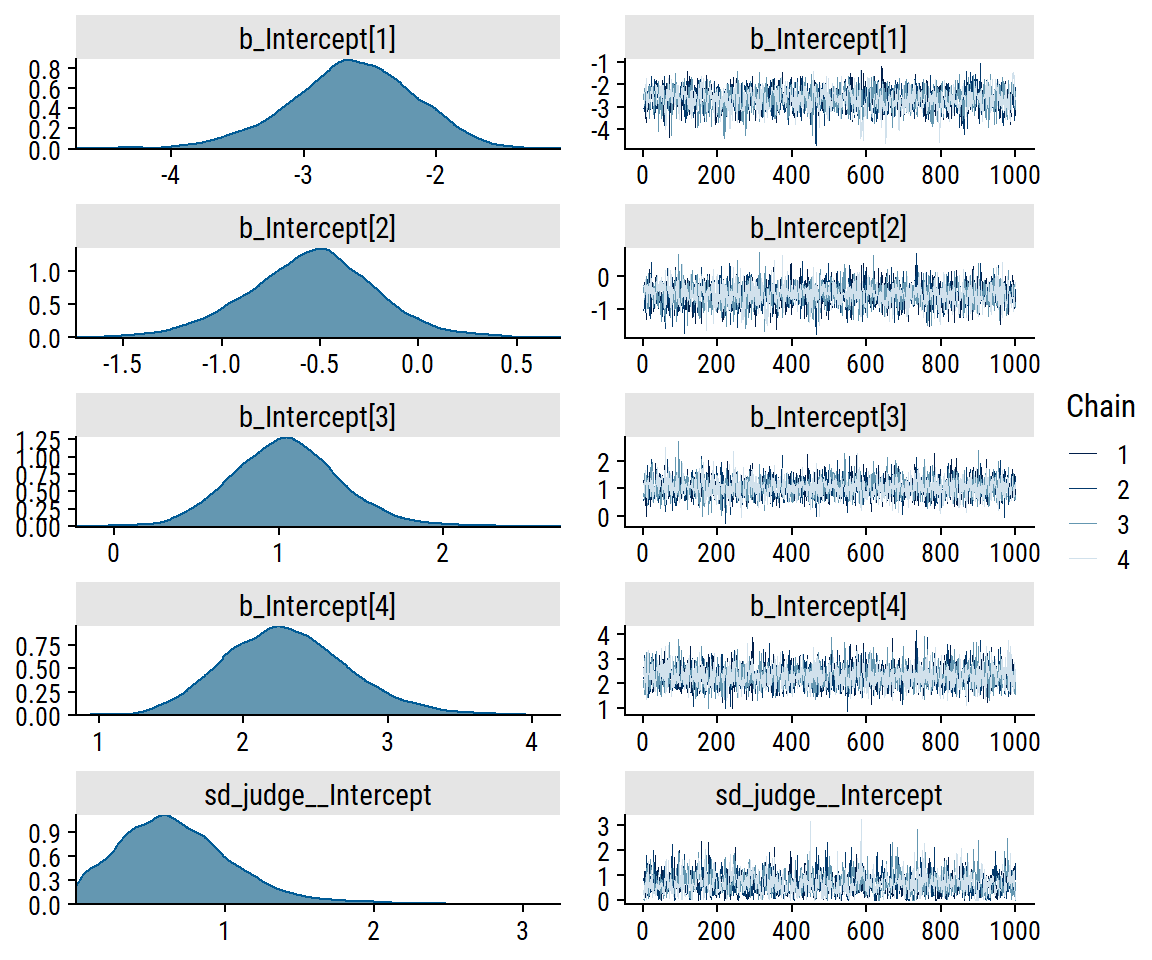 b_Intercept[1]
0.8
0.6
0.4
0.2
0.0
-4 -3 -2
b_Intercept[1]
-1
-2
-3
-4
0 200 400 600 800 1000
b_Intercept[2]
1.0
0.5
0.0
-1.5 -1.0 -0.5 0.0 0.5
b_Intercept[2]
0
-1
0 200 400 600 800 1000
b_Intercept[3]
1.25
1.00
0.75
0.50
0.25
0.00
0 1 2
b_Intercept[3]
2
1
0
0 200 400 600 800 1000
b_Intercept[4]
0.75
0.50
0.25
0.00
1 2 3 4
b_Intercept[4]
4
3
2
1
0 200 400 600 800 1000
sd_judge__Intercept
0.9
0.6
0.3
0.0
1 2 3
sd_judge__Intercept
3
2
1
0
0 200 400 600 800 1000
Chain
1
2
3
4